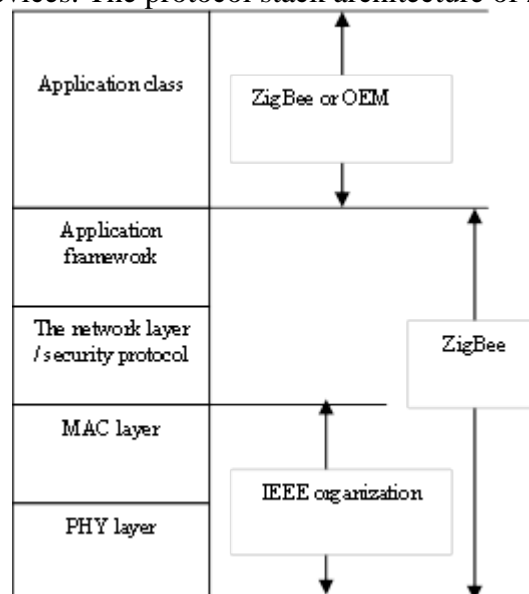 devices. The protocol stack architecture of
Application class
ZigBee or OEM
Application
framework
The network layer
/ security protocol
ZigBee
MAC layer
IEEE organization
PHY layer